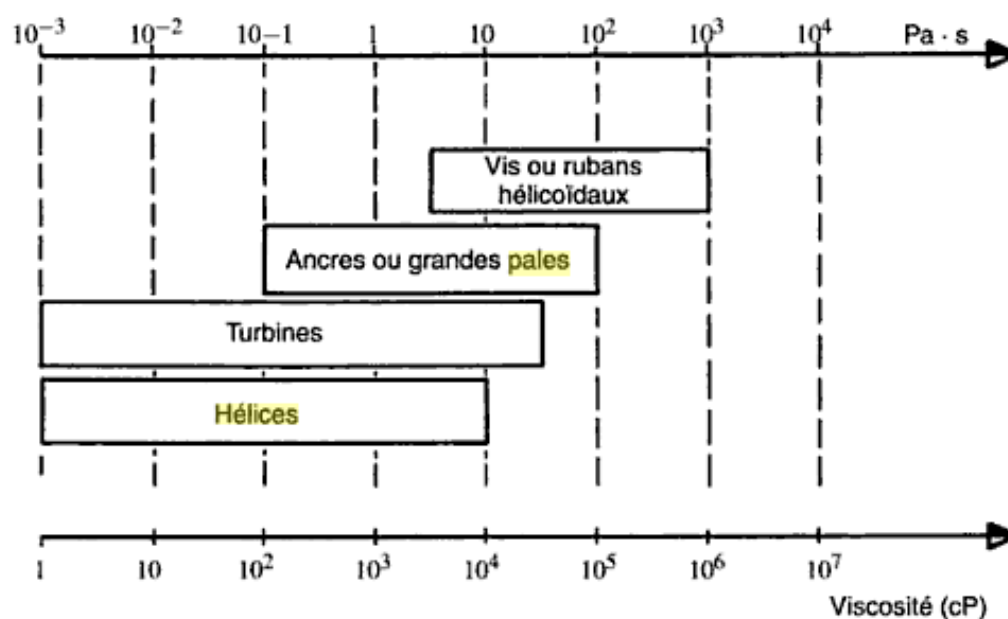 10⁻³ 10⁻² 10⁻¹ 1 10 10² 10³ 10⁴ Pa · s
Vis ou rubans
hélicoïdaux
Ancres ou grandes pales
Turbines
Hélices
1 10 10² 10³ 10⁴ 10⁵ 10⁶ 10⁷
Viscosité (cP)